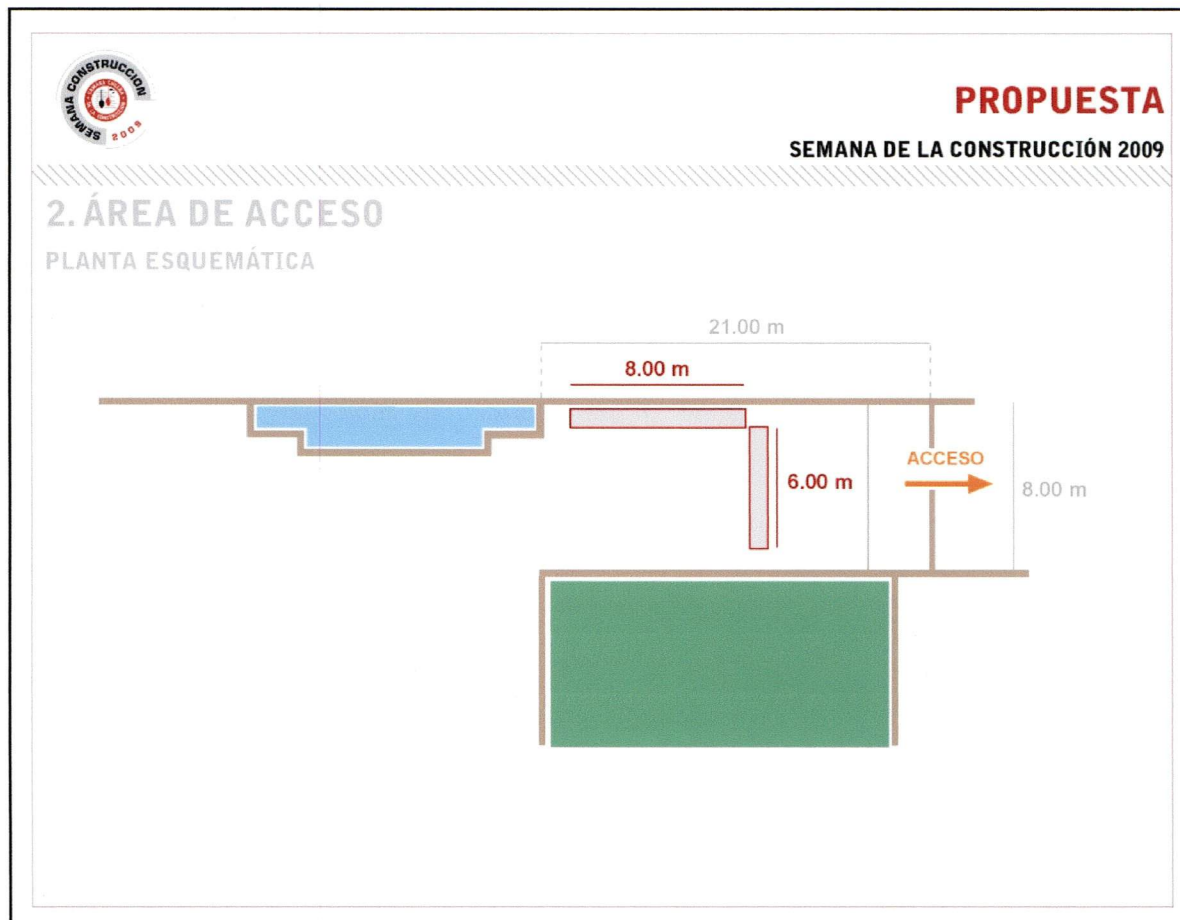 SEMANA CONSTRUCCION
2009
PROPUESTA
SEMANA DE LA CONSTRUCCIÓN 2009
2. ÁREA DE ACCESO
PLANTA ESQUEMÁTICA
21.00 m
8.00 m
ACCESO
6.00 m
8.00 m